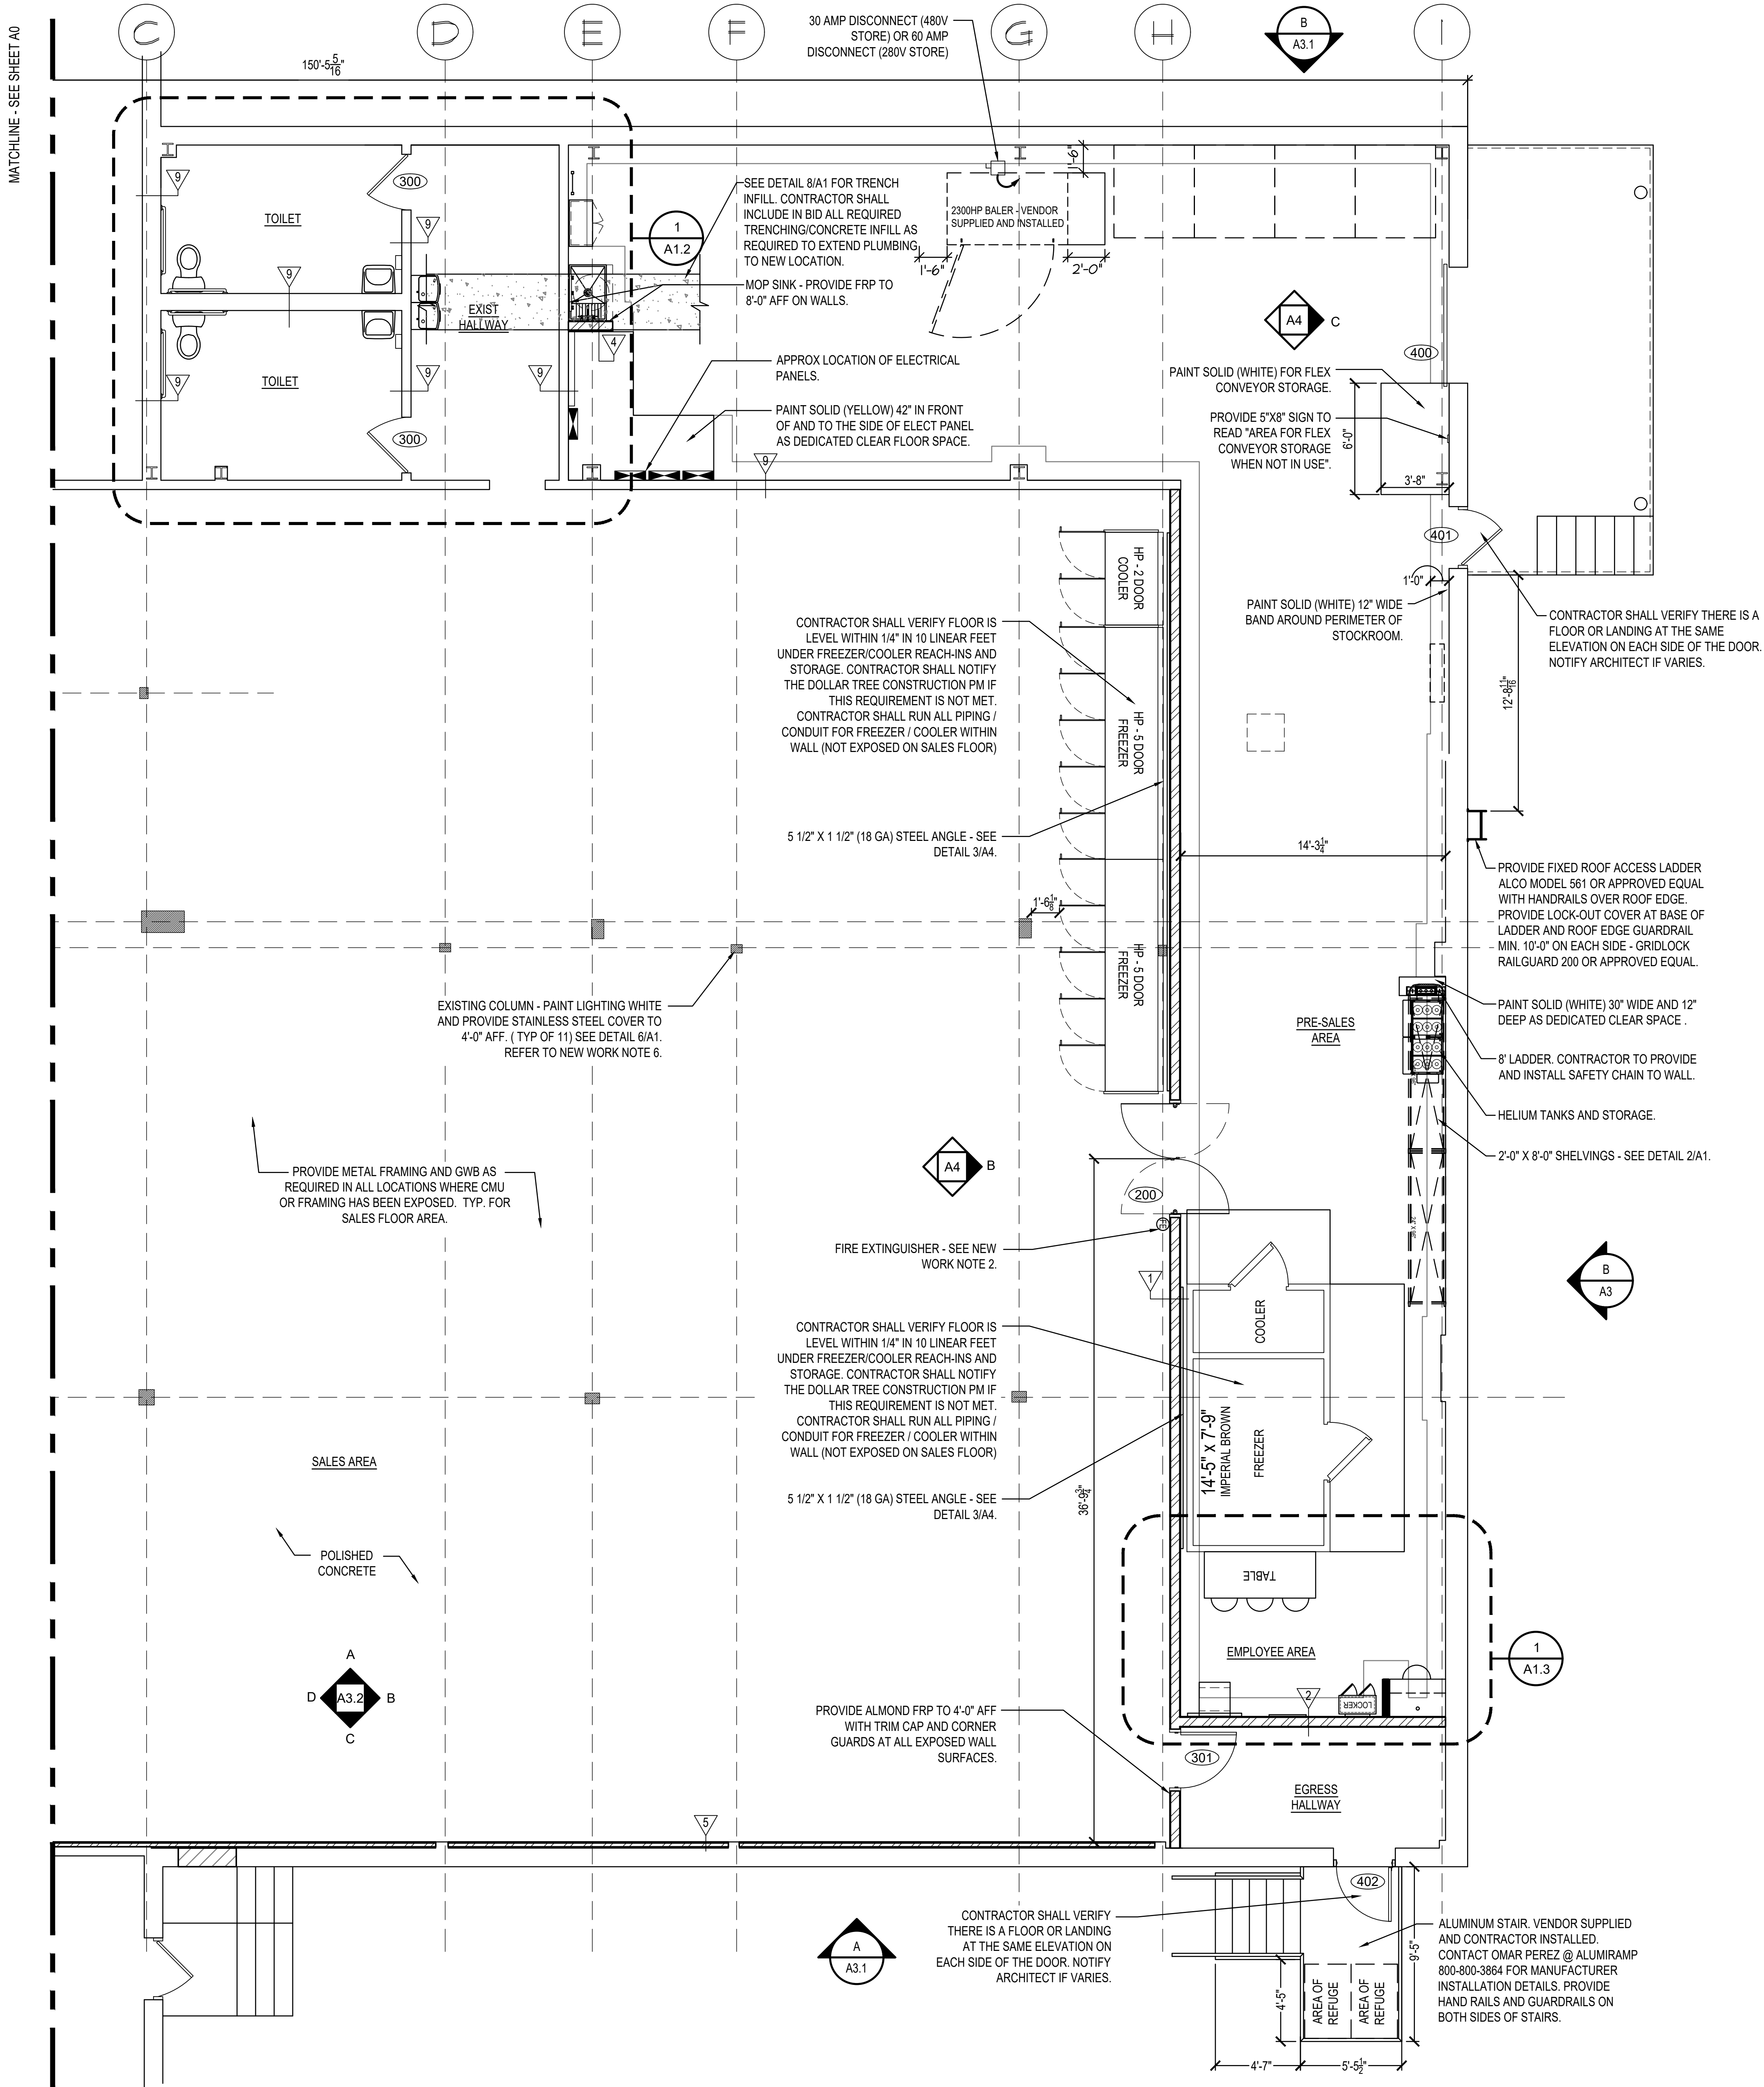 MATCHLINE - SEE SHEET A0
C
D
E
F
G
H
I
B
A3.1
150'-5 5/16"
30 AMP DISCONNECT (480V
STORE) OR 60 AMP
DISCONNECT (280V STORE)
9
300
TOILET
9
9
EXIST
HALLWAY
TOILET
9
9
9
300
4
1
A1.2
SEE DETAIL 8/A1 FOR TRENCH
INFILL. CONTRACTOR SHALL
INCLUDE IN BID ALL REQUIRED
TRENCHING/CONCRETE INFILL AS
REQUIRED TO EXTEND PLUMBING
TO NEW LOCATION.
MOP SINK - PROVIDE FRP TO
8'-0" AFF ON WALLS.
APPROX LOCATION OF ELECTRICAL
PANELS.
PAINT SOLID (YELLOW) 42" IN FRONT
OF AND TO THE SIDE OF ELECT PANEL
AS DEDICATED CLEAR FLOOR SPACE.
9
1'-6"
2300HP BALER - VENDOR
SUPPLIED AND INSTALLED
1'-6"
2'-0"
A4
C
400
PAINT SOLID (WHITE) FOR FLEX
CONVEYOR STORAGE.
PROVIDE 5"X8" SIGN TO
READ "AREA FOR FLEX
CONVEYOR STORAGE
WHEN NOT IN USE".
6'-0"
3'-8"
401
1'-0"
PAINT SOLID (WHITE) 12" WIDE
BAND AROUND PERIMETER OF
STOCKROOM.
CONTRACTOR SHALL VERIFY THERE IS A
FLOOR OR LANDING AT THE SAME
ELEVATION ON EACH SIDE OF THE DOOR.
NOTIFY ARCHITECT IF VARIES.
12'-8 11/16"
HP - 2 DOOR
COOLER
CONTRACTOR SHALL VERIFY FLOOR IS
LEVEL WITHIN 1/4" IN 10 LINEAR FEET
UNDER FREEZER/COOLER REACH-INS AND
STORAGE. CONTRACTOR SHALL NOTIFY
THE DOLLAR TREE CONSTRUCTION PM IF
THIS REQUIREMENT IS NOT MET.
CONTRACTOR SHALL RUN ALL PIPING /
CONDUIT FOR FREEZER / COOLER WITHIN
WALL (NOT EXPOSED ON SALES FLOOR)
HP - 5 DOOR
FREEZER
5 1/2" X 1 1/2" (18 GA) STEEL ANGLE - SEE
DETAIL 3/A4.
14'-3 1/4"
1'-6 1/8"
HP - 5 DOOR
FREEZER
PROVIDE FIXED ROOF ACCESS LADDER
ALCO MODEL 561 OR APPROVED EQUAL
WITH HANDRAILS OVER ROOF EDGE.
PROVIDE LOCK-OUT COVER AT BASE OF
LADDER AND ROOF EDGE GUARDRAIL
MIN. 10'-0" ON EACH SIDE - GRIDLOCK
RAILGUARD 200 OR APPROVED EQUAL.
EXISTING COLUMN - PAINT LIGHTING WHITE
AND PROVIDE STAINLESS STEEL COVER TO
4'-0" AFF. ( TYP OF 11) SEE DETAIL 6/A1.
REFER TO NEW WORK NOTE 6.
PRE-SALES
AREA
PAINT SOLID (WHITE) 30" WIDE AND 12"
DEEP AS DEDICATED CLEAR SPACE .
8' LADDER. CONTRACTOR TO PROVIDE
AND INSTALL SAFETY CHAIN TO WALL.
HELIUM TANKS AND STORAGE.
2'-0" X 8'-0" SHELVINGS - SEE DETAIL 2/A1.
PROVIDE METAL FRAMING AND GWB AS
REQUIRED IN ALL LOCATIONS WHERE CMU
OR FRAMING HAS BEEN EXPOSED.  TYP. FOR
SALES FLOOR AREA.
A4
B
200
FIRE EXTINGUISHER - SEE NEW
WORK NOTE 2.
FE
1
B
A3
COOLER
CONTRACTOR SHALL VERIFY FLOOR IS
LEVEL WITHIN 1/4" IN 10 LINEAR FEET
UNDER FREEZER/COOLER REACH-INS AND
STORAGE. CONTRACTOR SHALL NOTIFY
THE DOLLAR TREE CONSTRUCTION PM IF
THIS REQUIREMENT IS NOT MET.
CONTRACTOR SHALL RUN ALL PIPING /
CONDUIT FOR FREEZER / COOLER WITHIN
WALL (NOT EXPOSED ON SALES FLOOR)
14'-5" x 7'-9"
IMPERIAL BROWN
FREEZER
SALES AREA
5 1/2" X 1 1/2" (18 GA) STEEL ANGLE - SEE
DETAIL 3/A4.
36'-9 3/4"
POLISHED
CONCRETE
TABLE
EMPLOYEE AREA
1
A1.3
A
D
A3.2
B
C
2
LOCKER
PROVIDE ALMOND FRP TO 4'-0" AFF
WITH TRIM CAP AND CORNER
GUARDS AT ALL EXPOSED WALL
SURFACES.
301
EGRESS
HALLWAY
5
402
CONTRACTOR SHALL VERIFY
THERE IS A FLOOR OR LANDING
AT THE SAME ELEVATION ON
EACH SIDE OF THE DOOR. NOTIFY
ARCHITECT IF VARIES.
A
A3.1
ALUMINUM STAIR. VENDOR SUPPLIED
AND CONTRACTOR INSTALLED.
CONTACT OMAR PEREZ @ ALUMIRAMP
800-800-3864 FOR MANUFACTURER
INSTALLATION DETAILS. PROVIDE
HAND RAILS AND GUARDRAILS ON
BOTH SIDES OF STAIRS.
9'-5"
4'-5"
AREA OF
REFUGE
AREA OF
REFUGE
4'-7"
5'-5 1/2"